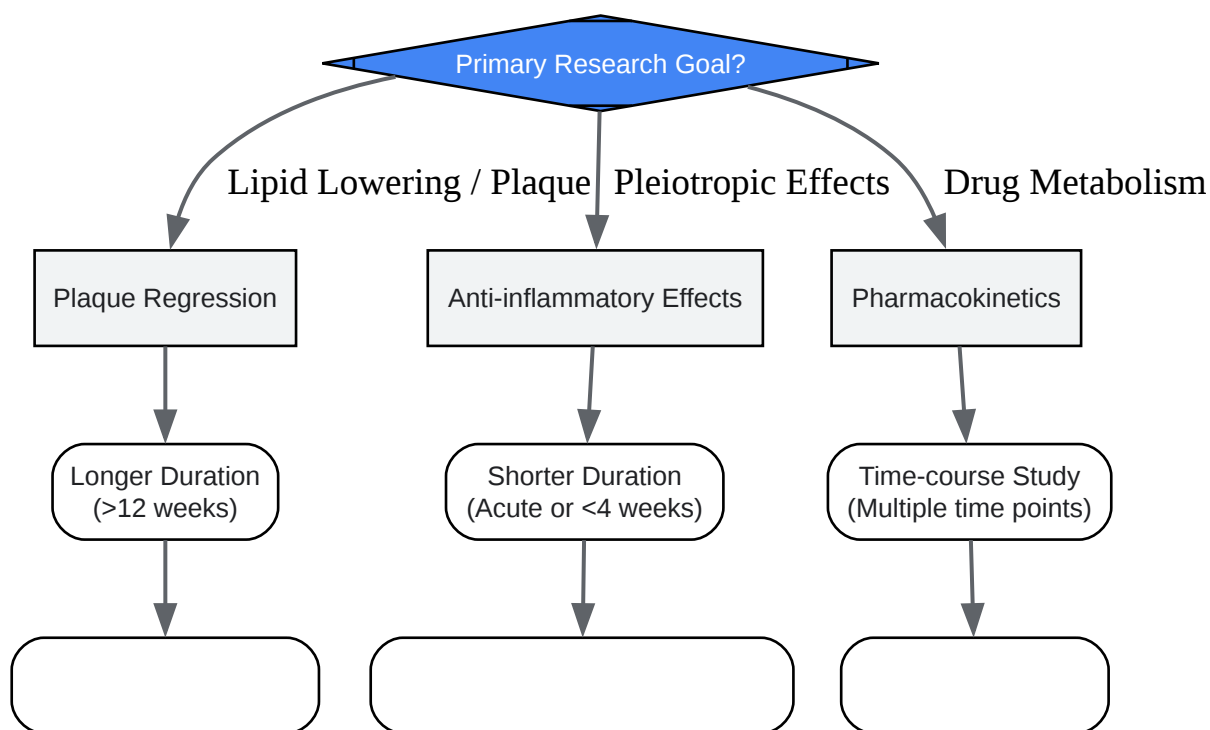 Primary Research Goal?
Lipid Lowering / Plaque
Pleiotropic Effects
Drug Metabolism
Plaque Regression
Anti-inflammatory Effects
Pharmacokinetics
Longer Duration
(>12 weeks)
Shorter Duration
(Acute or <4 weeks)
Time-course Study
(Multiple time points)